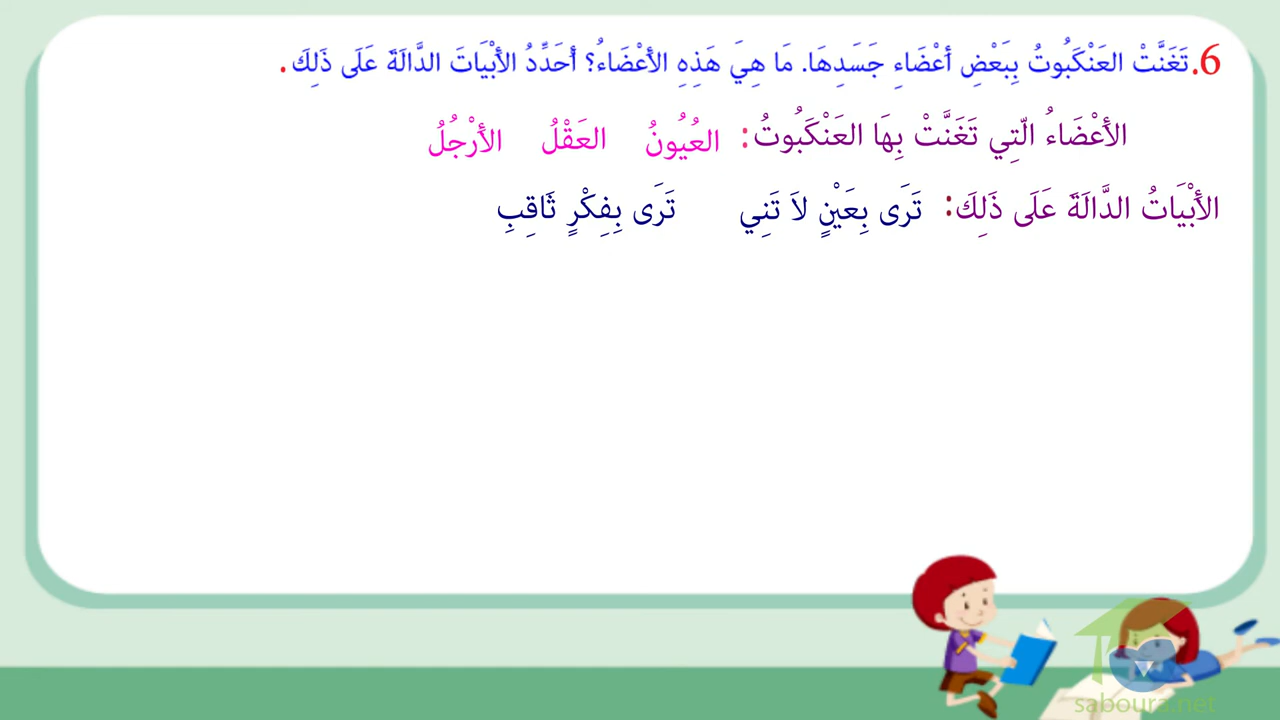 6. تَغَنَّتْ العَنْكَبُوتُ بِبَعْضِ أَعْضَاءِ جَسَدِهَا. مَا هِيَ هَذِهِ الأَعْضَاءُ؟ أُحَدِّدُ الأَبْيَاتَ الدَّالَةَ عَلَى ذَلِكَ.
الأَعْضَاءُ الّتِي تَغَنَّتْ بِهَا العَنْكَبُوتُ: العُيُونُ العَقْلُ الأَرْجُلُ
الأَبْيَاتُ الدَّالَةَ عَلَى ذَلِكَ: تَرَى بِعَيْنٍ لاَ تَنِي تَرَى بِفِكْرٍ ثَاقِبِ
saboura.net